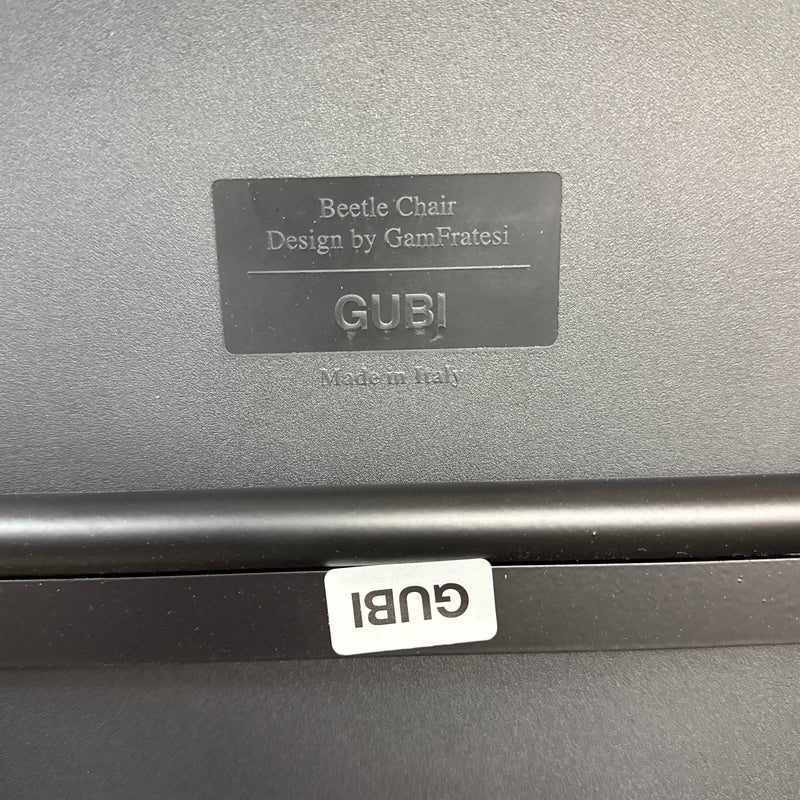 Beetle Chair
Design by GamFratesi
GUBI
Made in Italy
GUBI